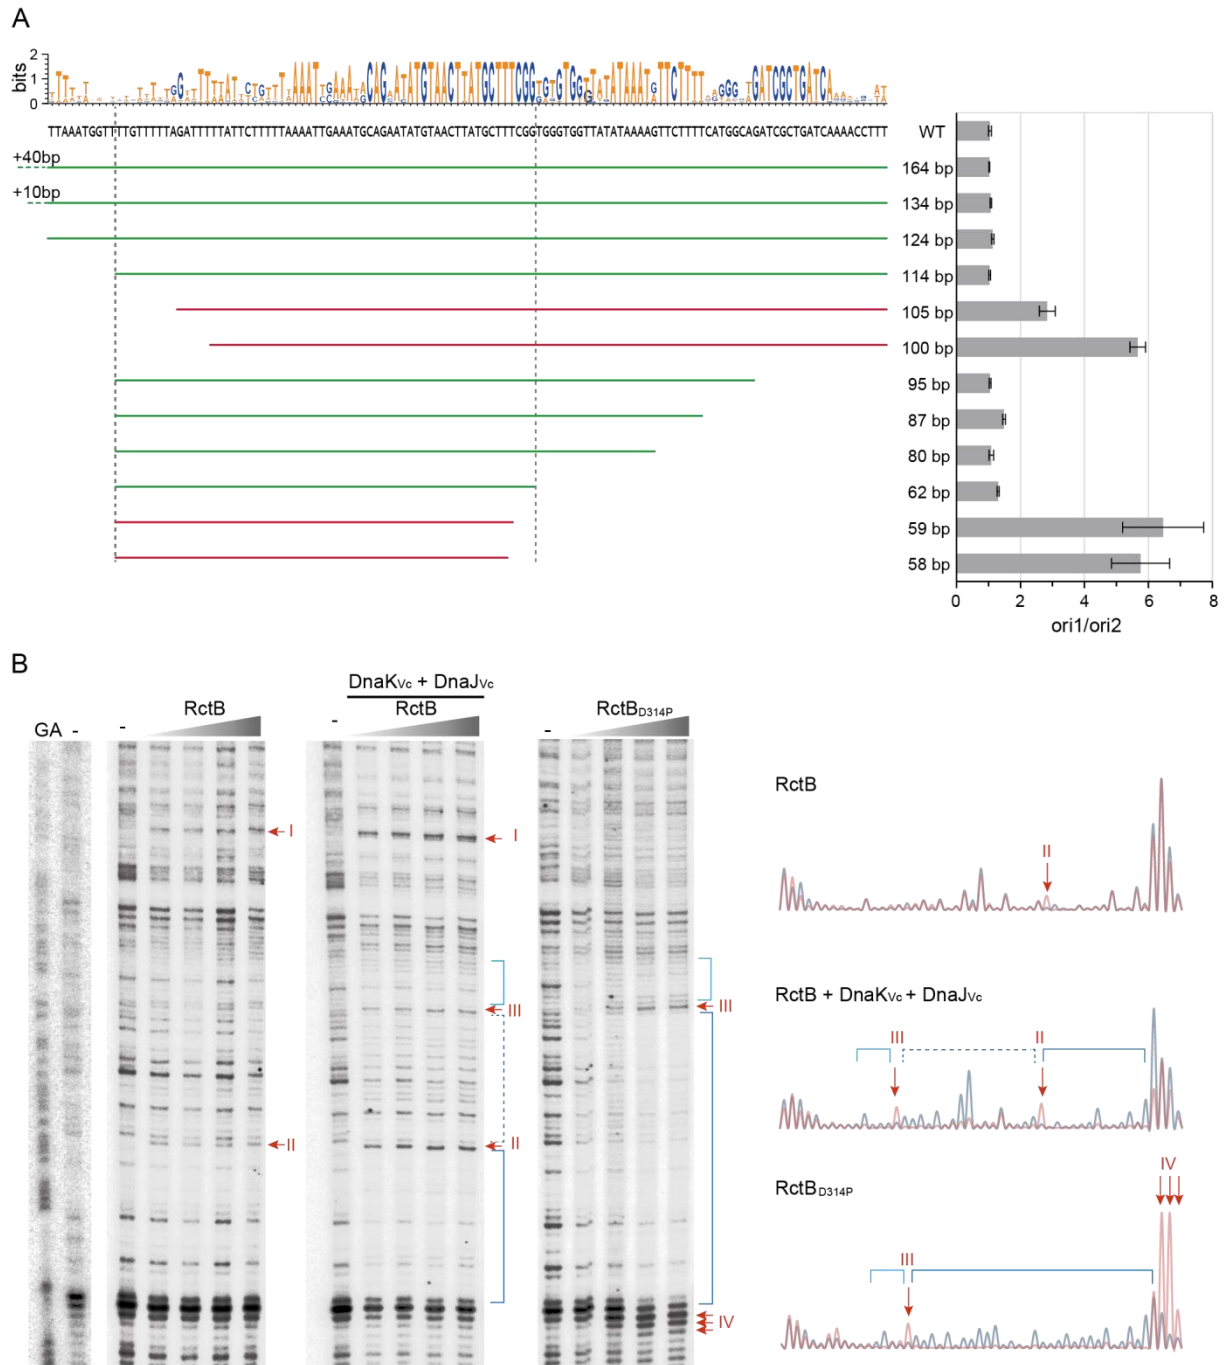 A
bits
2
1
0
TTAAATGGTTTTGTTTTTAGATTTTTATTCTTTTTAAAATTGAAATGCAGAATATGTAACTTATGCTTTCGGTGGGTGGTTATATAAAAGTTCTTTTCATGGCAGATCGCTGATCAAAACCTTT
WT
+40bp
164 bp
+10bp
134 bp
124 bp
114 bp
105 bp
100 bp
95 bp
87 bp
80 bp
62 bp
59 bp
58 bp
0 2 4 6 8
ori1/ori2
B
GA -
- RctB
DnaKVc + DnaJVc
- RctB
- RctBD314P
I
II
I
III
II
III
IV
RctB
II
RctB + DnaKVc + DnaJVc
III II
RctBD314P
IV
III